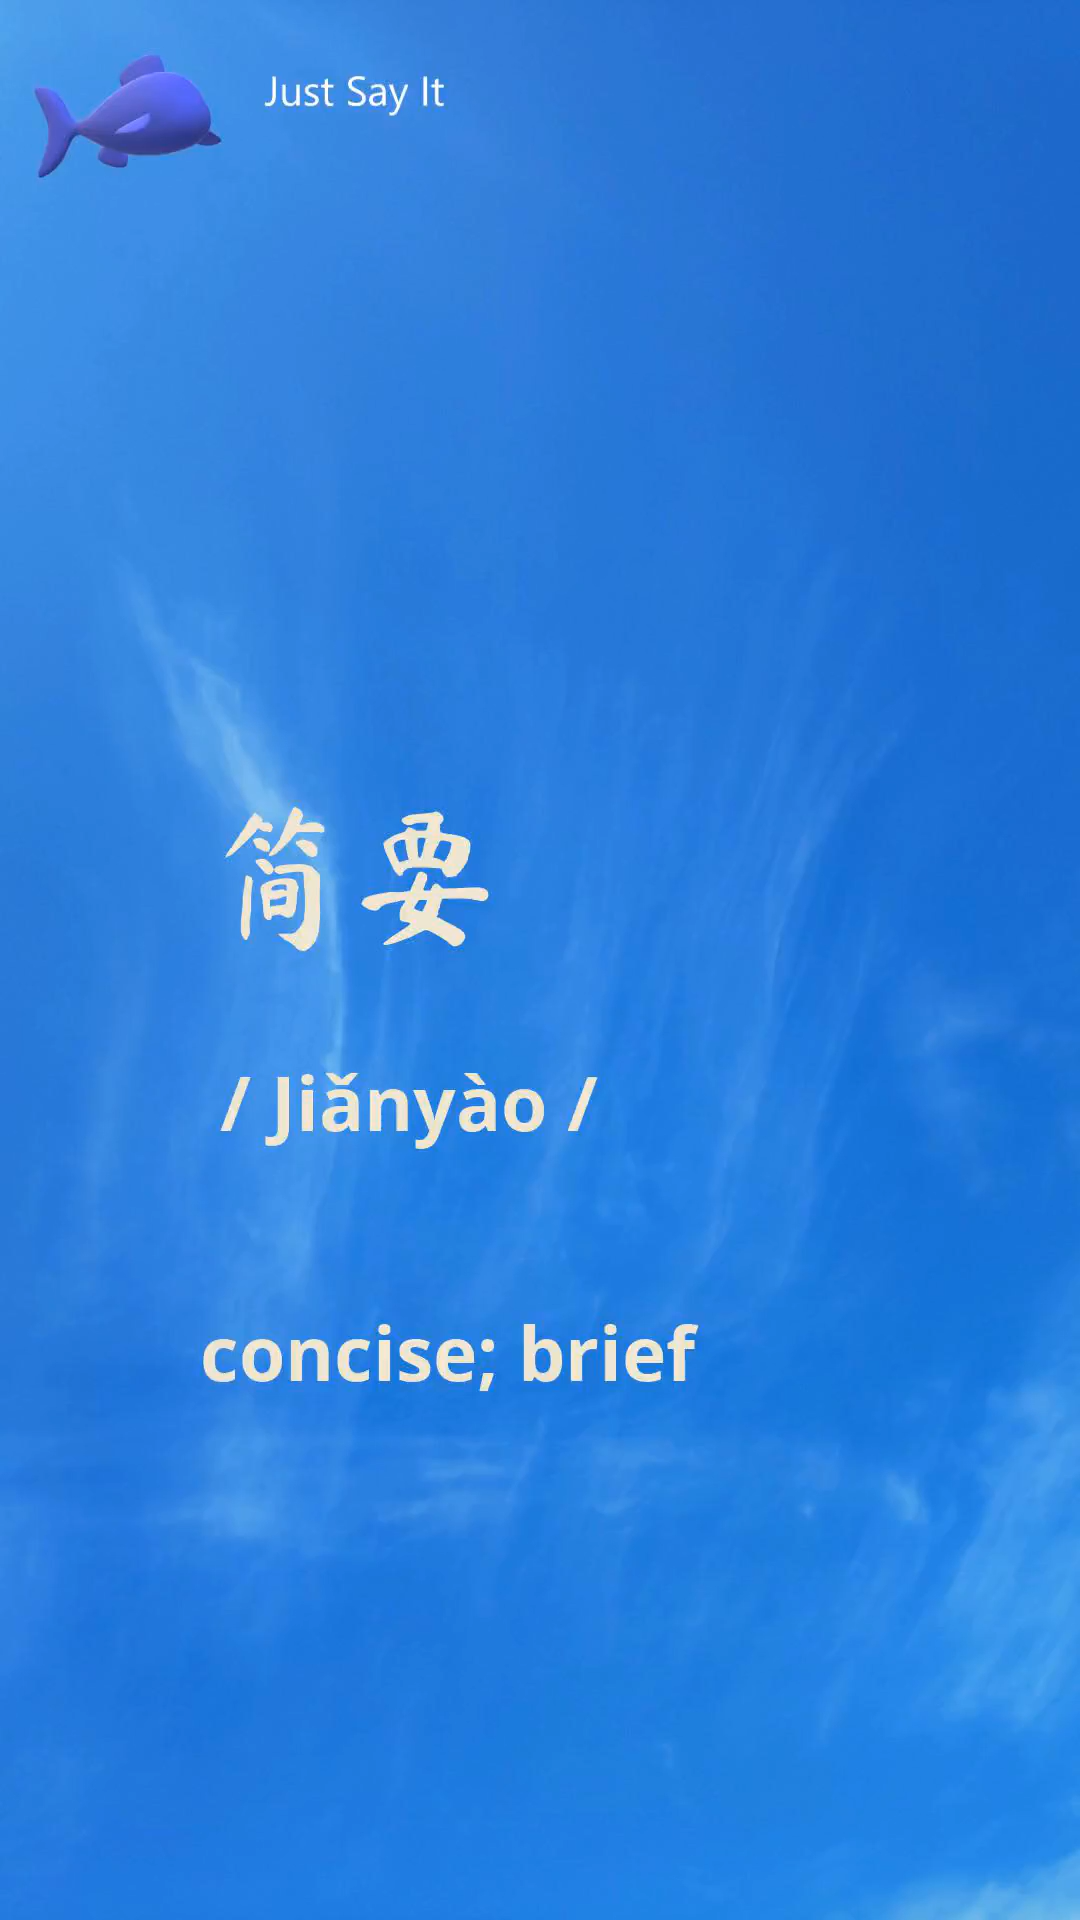 Just Say It
简要
/ Jiǎnyào /
concise; brief